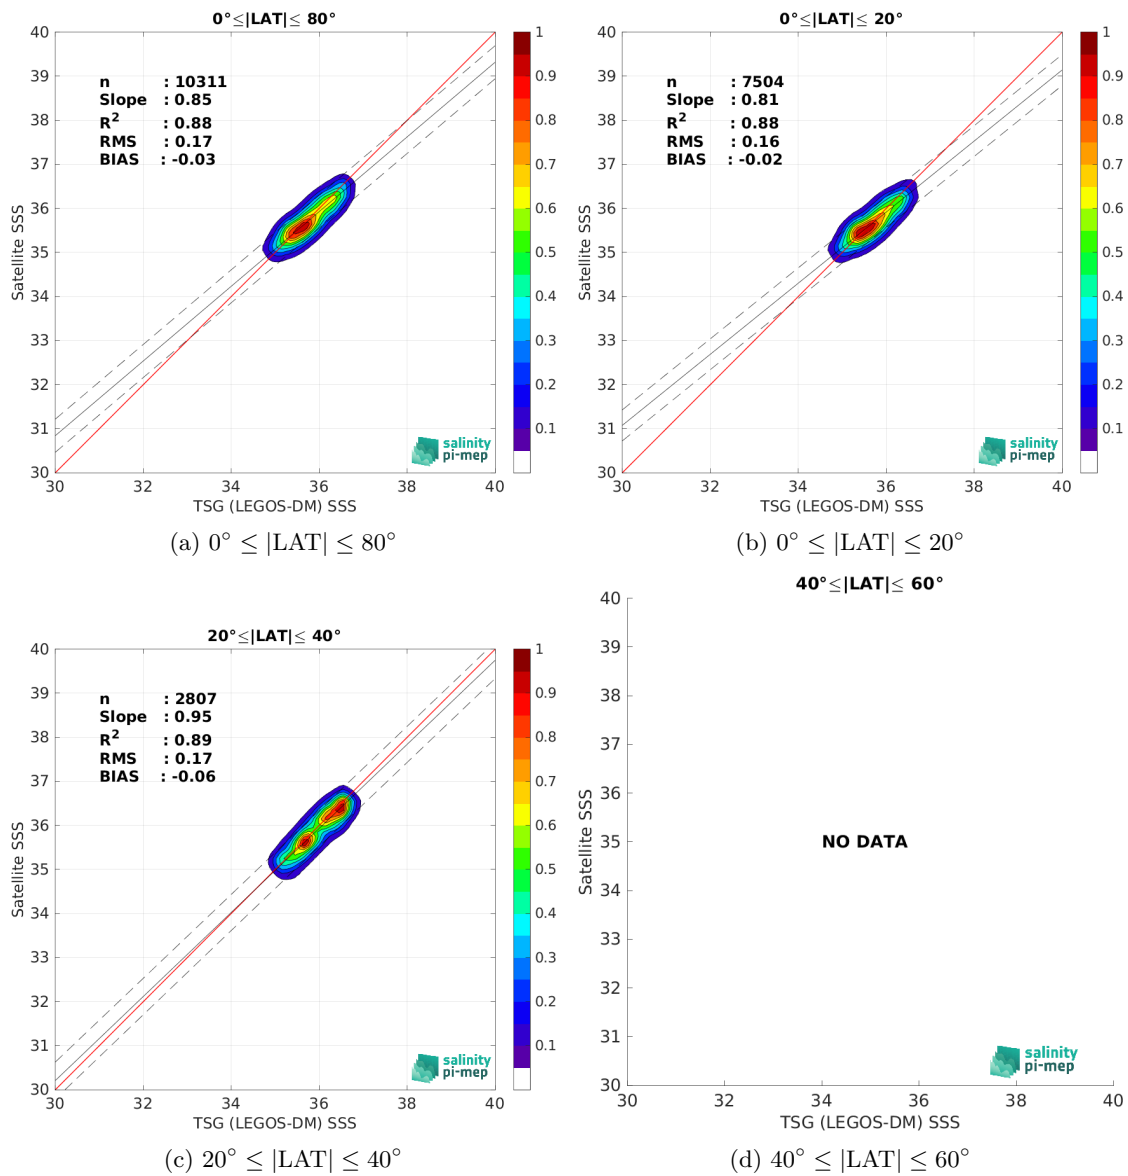 0°≤|LAT|≤ 80°
40
39
38
37
36
35
34
33
32
31
30
Satellite SSS
n : 10311
Slope : 0.85
R² : 0.88
RMS : 0.17
BIAS : -0.03
salinity
pi-mep
30 32 34 36 38 40
TSG (LEGOS-DM) SSS
1
0.9
0.8
0.7
0.6
0.5
0.4
0.3
0.2
0.1
(a) 0° ≤ |LAT| ≤ 80°
0°≤|LAT|≤ 20°
40
39
38
37
36
35
34
33
32
31
30
Satellite SSS
n : 7504
Slope : 0.81
R² : 0.88
RMS : 0.16
BIAS : -0.02
salinity
pi-mep
30 32 34 36 38 40
TSG (LEGOS-DM) SSS
1
0.9
0.8
0.7
0.6
0.5
0.4
0.3
0.2
0.1
(b) 0° ≤ |LAT| ≤ 20°
20°≤|LAT|≤ 40°
40
39
38
37
36
35
34
33
32
31
30
Satellite SSS
n : 2807
Slope : 0.95
R² : 0.89
RMS : 0.17
BIAS : -0.06
salinity
pi-mep
30 32 34 36 38 40
TSG (LEGOS-DM) SSS
1
0.9
0.8
0.7
0.6
0.5
0.4
0.3
0.2
0.1
(c) 20° ≤ |LAT| ≤ 40°
40°≤|LAT|≤ 60°
40
39
38
37
36
35
34
33
32
31
30
Satellite SSS
NO DATA
salinity
pi-mep
30 32 34 36 38 40
TSG (LEGOS-DM) SSS
(d) 40° ≤ |LAT| ≤ 60°